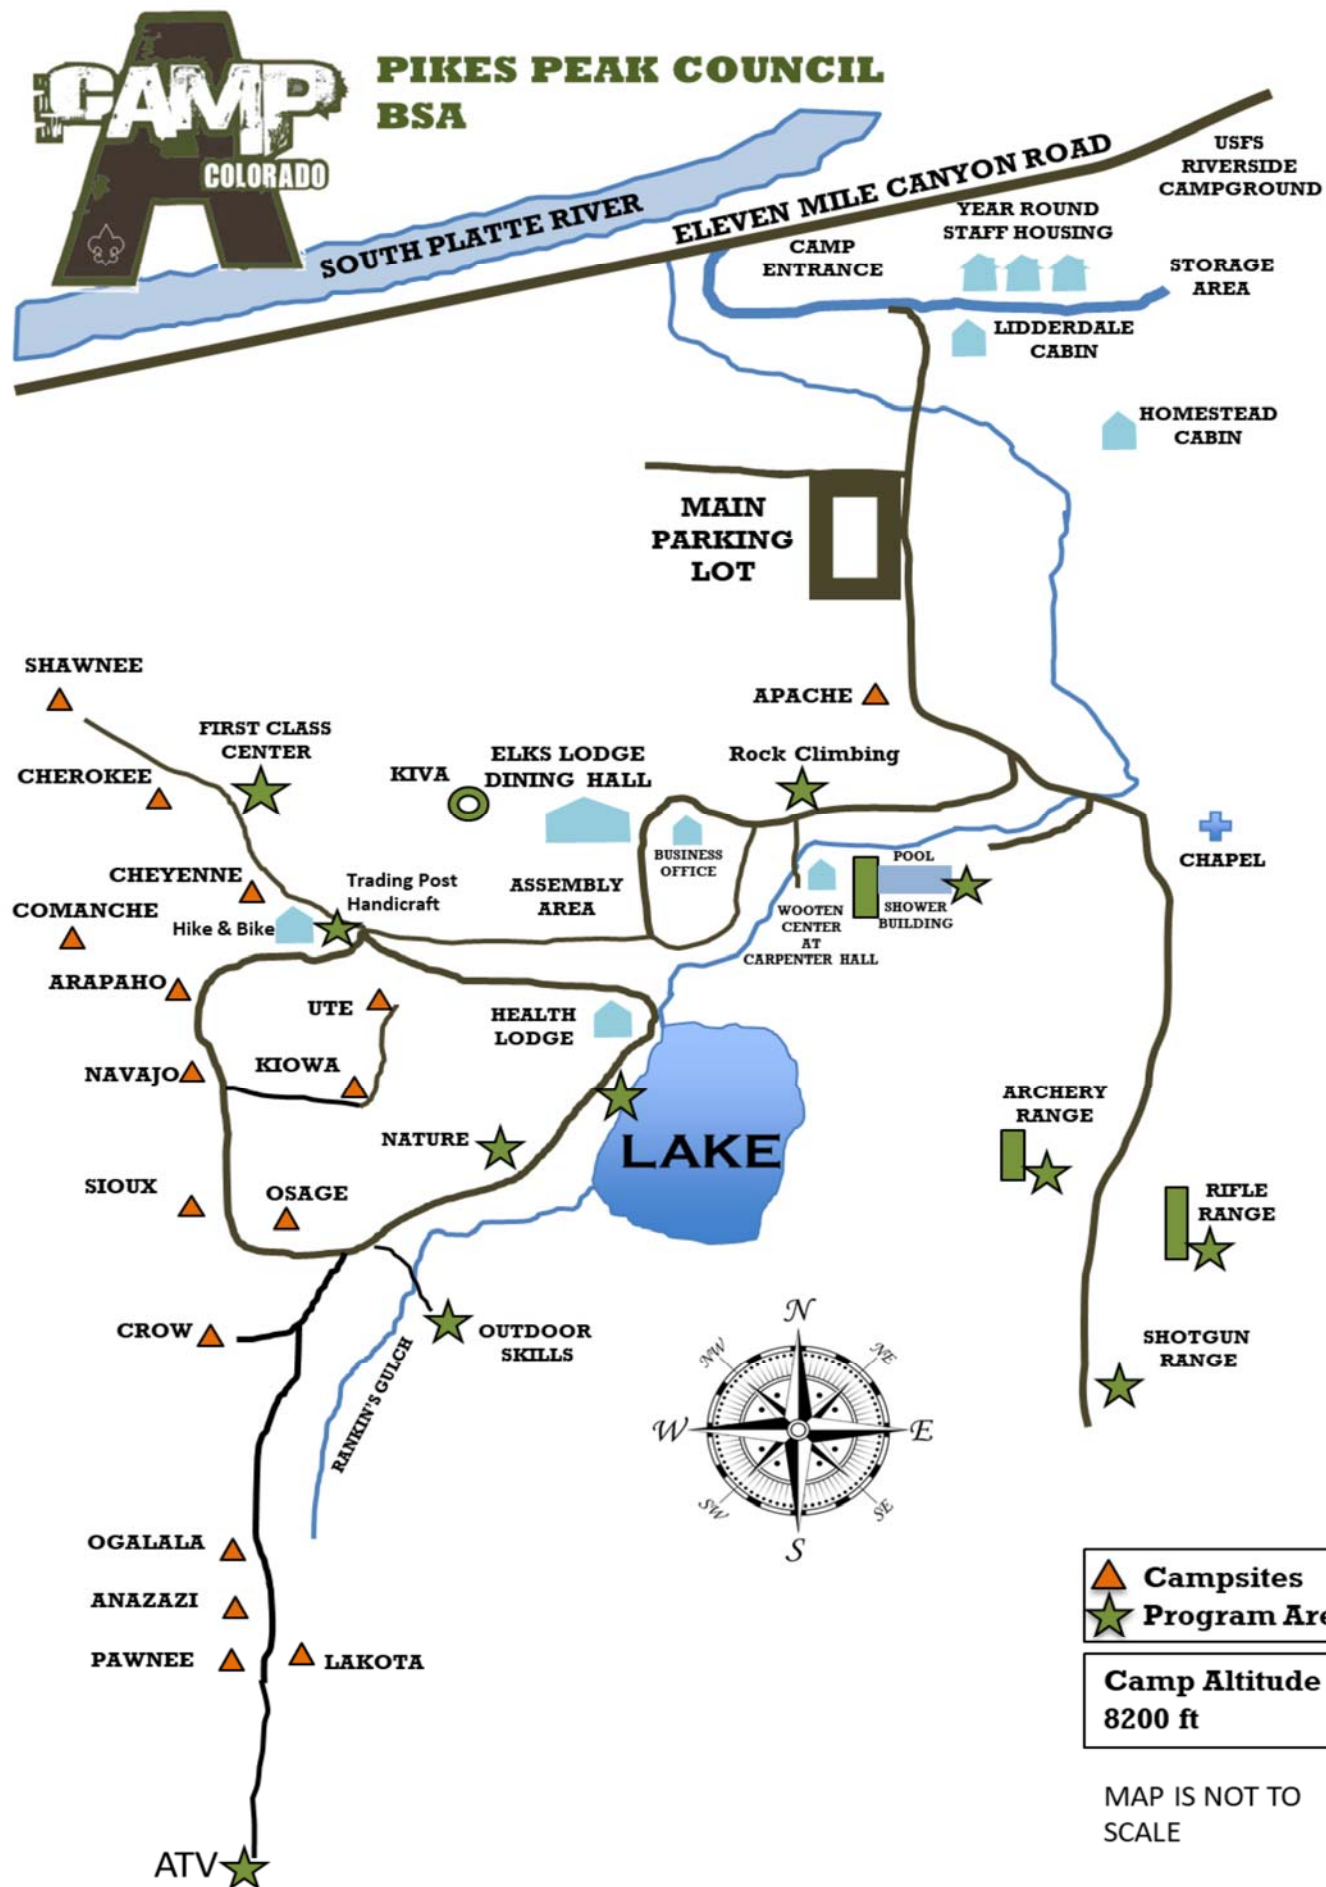 CAMP
COLORADO
PIKES PEAK COUNCIL
BSA
SOUTH PLATTE RIVER
ELEVEN MILE CANYON ROAD
USFS
RIVERSIDE
CAMPGROUND
YEAR ROUND
STAFF HOUSING
CAMP
ENTRANCE
STORAGE
AREA
LIDDERDALE
CABIN
HOMESTEAD
CABIN
MAIN
PARKING
LOT
SHAWNEE
APACHE
FIRST CLASS
CENTER
CHEROKEE
KIVA
ELKS LODGE
DINING HALL
Rock Climbing
BUSINESS
OFFICE
POOL
CHAPEL
CHEYENNE
Trading Post
Handicraft
ASSEMBLY
AREA
WOOTEN
CENTER
AT
CARPENTER HALL
SHOWER
BUILDING
COMANCHE
Hike & Bike
ARAPAHO
UTE
HEALTH
LODGE
NAVAJO
KIOWA
ARCHERY
RANGE
NATURE
LAKE
SIOUX
OSAGE
RIFLE
RANGE
CROW
OUTDOOR
SKILLS
RANKIN'S GULCH
SHOTGUN
RANGE
N
NW
NE
W
E
SW
SE
S
OGALALA
ANAZAZI
PAWNEE
LAKOTA
Campsites
Program Are
Camp Altitude
8200 ft
MAP IS NOT TO
SCALE
ATV